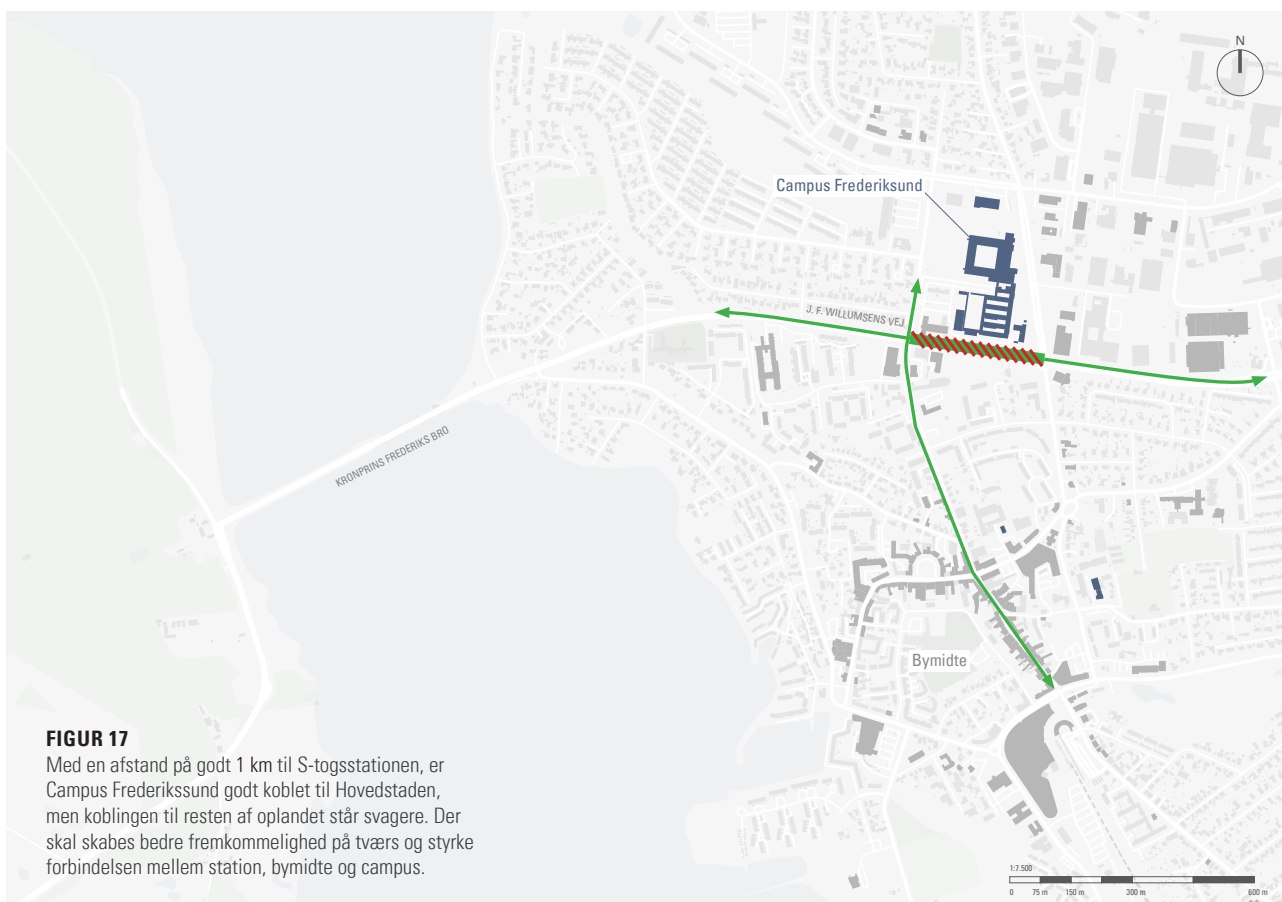 N
Campus Frederiksund
J. F. WILLUMSENS VEJ
KRONPRINS FREDERIKS BRO
Bymidte
FIGUR 17
Med en afstand på godt 1 km til S-togsstationen, er
Campus Frederikssund godt koblet til Hovedstaden,
men koblingen til resten af oplandet står svagere. Der
skal skabes bedre fremkommelighed på tværs og styrke
forbindelsen mellem station, bymidte og campus.
1:7.500
0 75 m 150 m 300 m 600 m